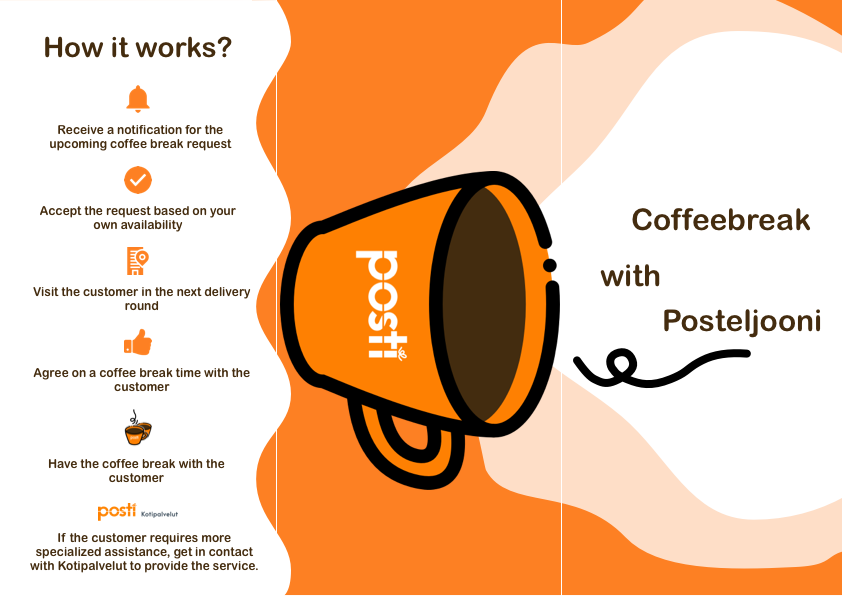 How it works?
Receive a notification for the
upcoming coffee break request
Accept the request based on your
own availability
Visit the customer in the next delivery
round
Agree on a coffee break time with the
customer
Have the coffee break with the
customer
posti Kotipalvelut
If the customer requires more
specialized assistance, get in contact
with Kotipalvelut to provide the service.
posti
Coffeebreak
with
Posteljooni